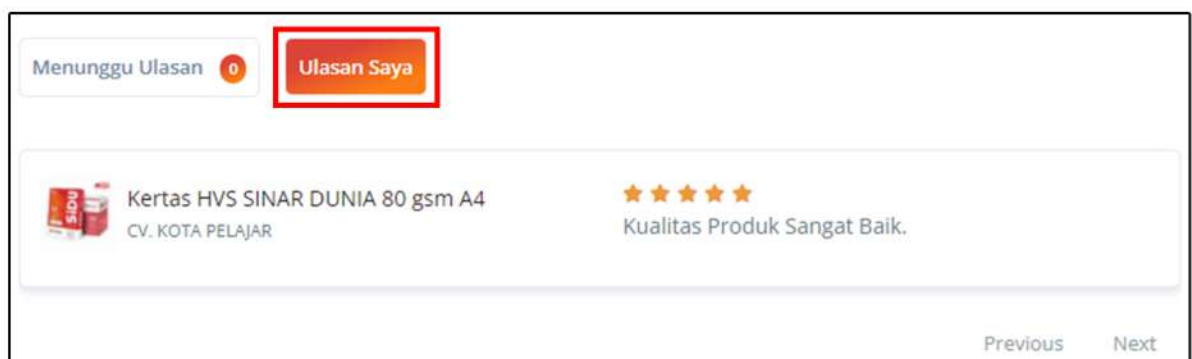 Menunggu Ulasan 0 Ulasan Saya
SIDU
Kertas HVS SINAR DUNIA 80 gsm A4
CV. KOTA PELAJAR
Kualitas Produk Sangat Baik.
Previous Next